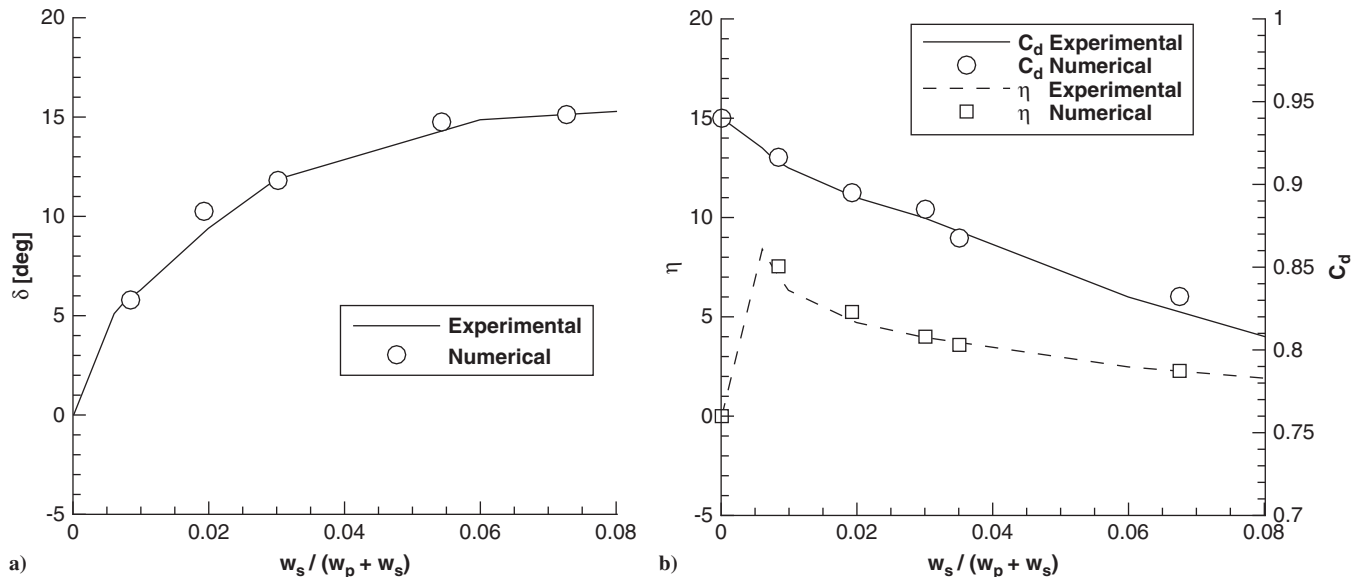 20
15
10
5
0
-5
δ [deg]
Experimental
Numerical
0
0.02
0.04
0.06
0.08
w_s / (w_p + w_s)
a)
20
15
10
5
0
-5
η
C_d Experimental
C_d Numerical
η Experimental
η Numerical
1
0.95
0.9
0.85
0.8
0.75
0.7
C_d
0
0.02
0.04
0.06
0.08
w_s / (w_p + w_s)
b)